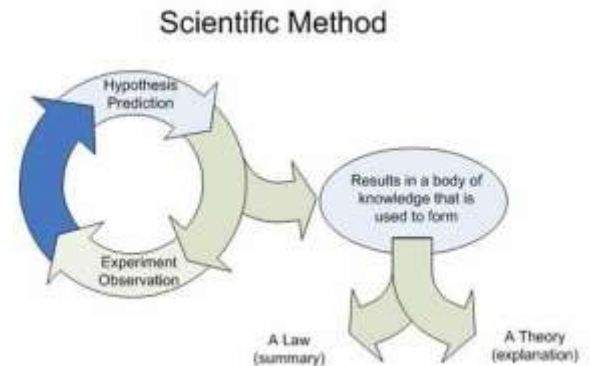 Scientific Method
Hypothesis
Prediction
Results in a body of
knowledge that is
used to form
Experiment
Observation
A Law
(summary)
A Theory
(explanation)